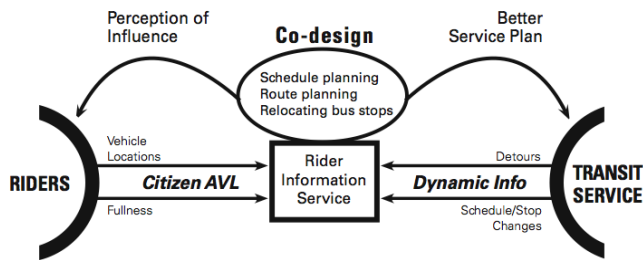 Perception of
Influence
Co-design
Better
Service Plan
Schedule planning
Route planning
Relocating bus stops
RIDERS
Vehicle
Locations
Citizen AVL
Fullness
Rider
Information
Service
Detours
Dynamic Info
Schedule/Stop
Changes
TRANSIT
SERVICE